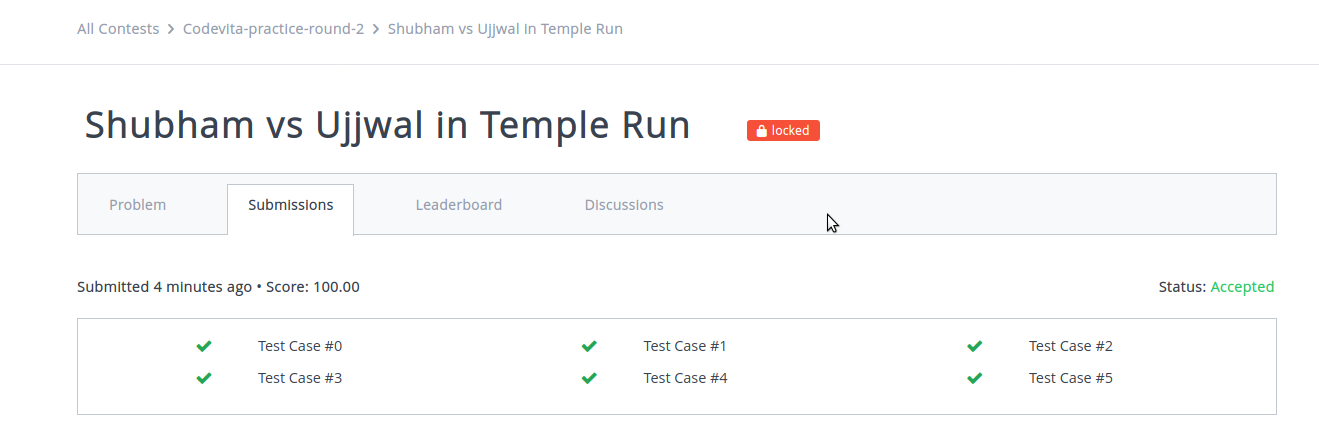 All Contests > Codevita-practice-round-2 > Shubham vs Ujjwal in Temple Run
Shubham vs Ujjwal in Temple Run locked
Problem Submissions Leaderboard Discussions
Submitted 4 minutes ago • Score: 100.00 Status: Accepted
Test Case #0 Test Case #1 Test Case #2
Test Case #3 Test Case #4 Test Case #5